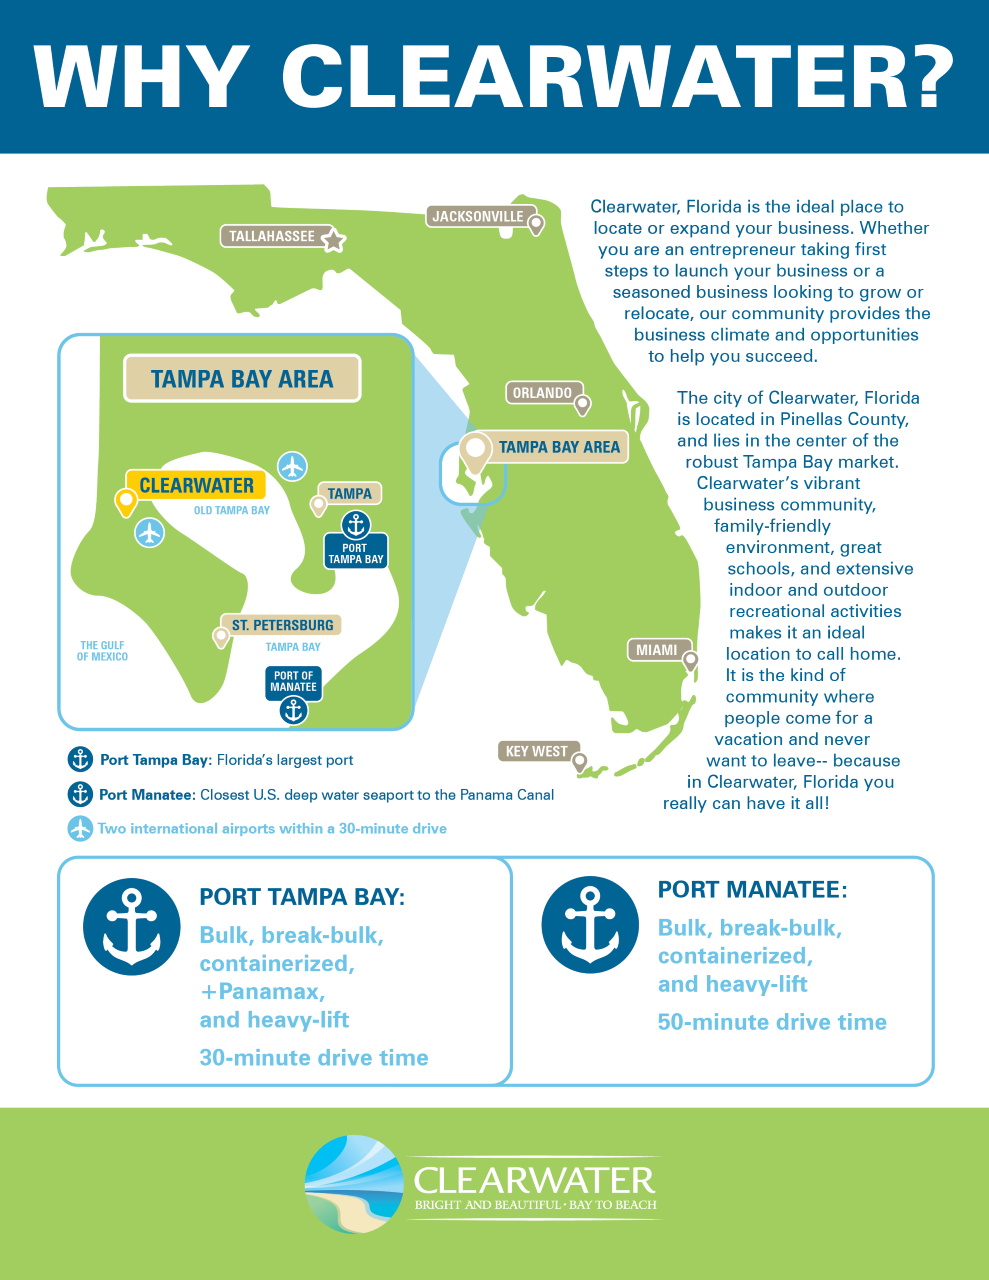 WHY CLEARWATER?
JACKSONVILLE
TALLAHASSEE
ORLANDO
TAMPA BAY AREA
MIAMI
KEY WEST
TAMPA BAY AREA
CLEARWATER
OLD TAMPA BAY
TAMPA
PORT
TAMPA BAY
ST. PETERSBURG
TAMPA BAY
THE GULF
OF MEXICO
PORT OF
MANATEE
Clearwater, Florida is the ideal place to
locate or expand your business. Whether
you are an entrepreneur taking first
steps to launch your business or a
seasoned business looking to grow or
relocate, our community provides the
business climate and opportunities
to help you succeed.
The city of Clearwater, Florida
is located in Pinellas County,
and lies in the center of the
robust Tampa Bay market.
Clearwater's vibrant
business community,
family-friendly
environment, great
schools, and extensive
indoor and outdoor
recreational activities
makes it an ideal
location to call home.
It is the kind of
community where
people come for a
vacation and never
want to leave-- because
in Clearwater, Florida you
really can have it all!
Port Tampa Bay: Florida's largest port
Port Manatee: Closest U.S. deep water seaport to the Panama Canal
Two international airports within a 30-minute drive
PORT TAMPA BAY:
Bulk, break-bulk,
containerized,
+Panamax,
and heavy-lift
30-minute drive time
PORT MANATEE:
Bulk, break-bulk,
containerized,
and heavy-lift
50-minute drive time
CLEARWATER
BRIGHT AND BEAUTIFUL · BAY TO BEACH